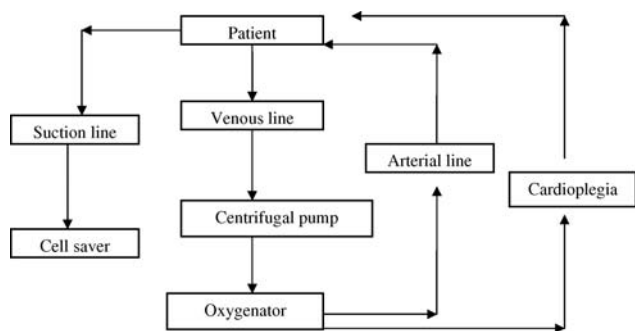 Patient
Suction line
Venous line
Arterial line
Cardioplegia
Centrifugal pump
Cell saver
Oxygenator